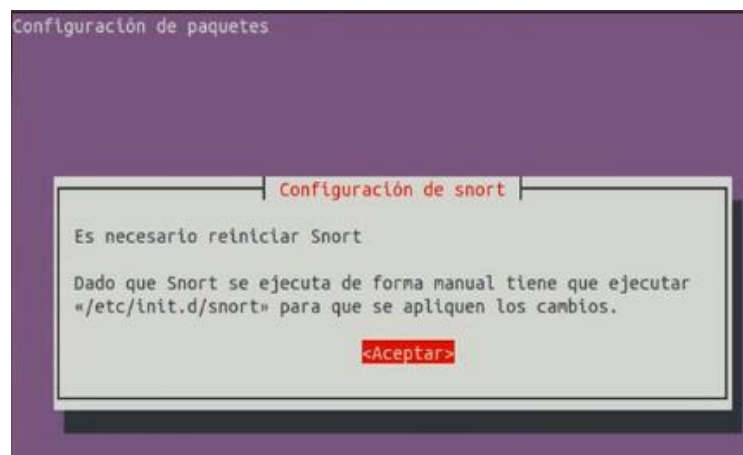 Configuración de paquetes
Configuración de snort
Es necesario reiniciar Snort
Dado que Snort se ejecuta de forma manual tiene que ejecutar
«/etc/init.d/snort» para que se apliquen los cambios.
<Aceptar>